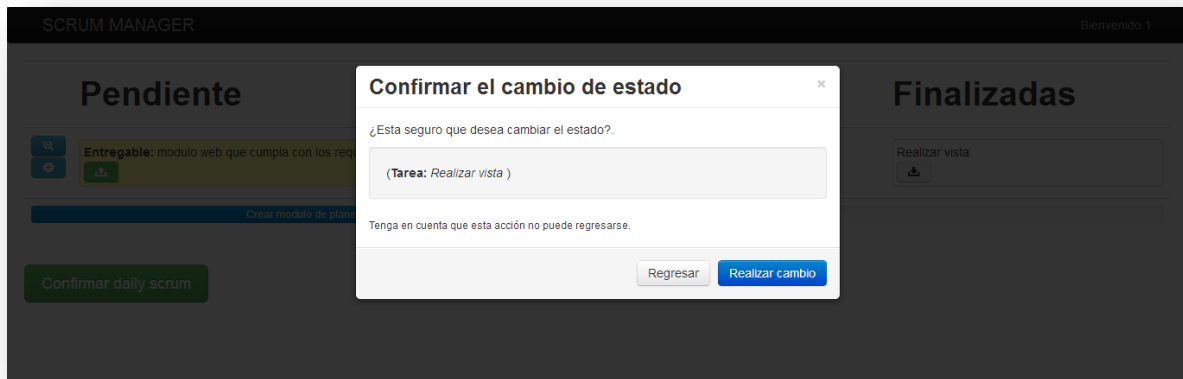 SCRUM MANAGER
Bienvenido 1
Pendiente
Finalizadas
Entregable: modulo web que cumpla con los requ
Realizar vista
Crear modulo de plane
Confirmar daily scrum
Confirmar el cambio de estado
×
¿Esta seguro que desea cambiar el estado?.
(Tarea: Realizar vista )
Tenga en cuenta que esta acción no puede regresarse.
Regresar
Realizar cambio